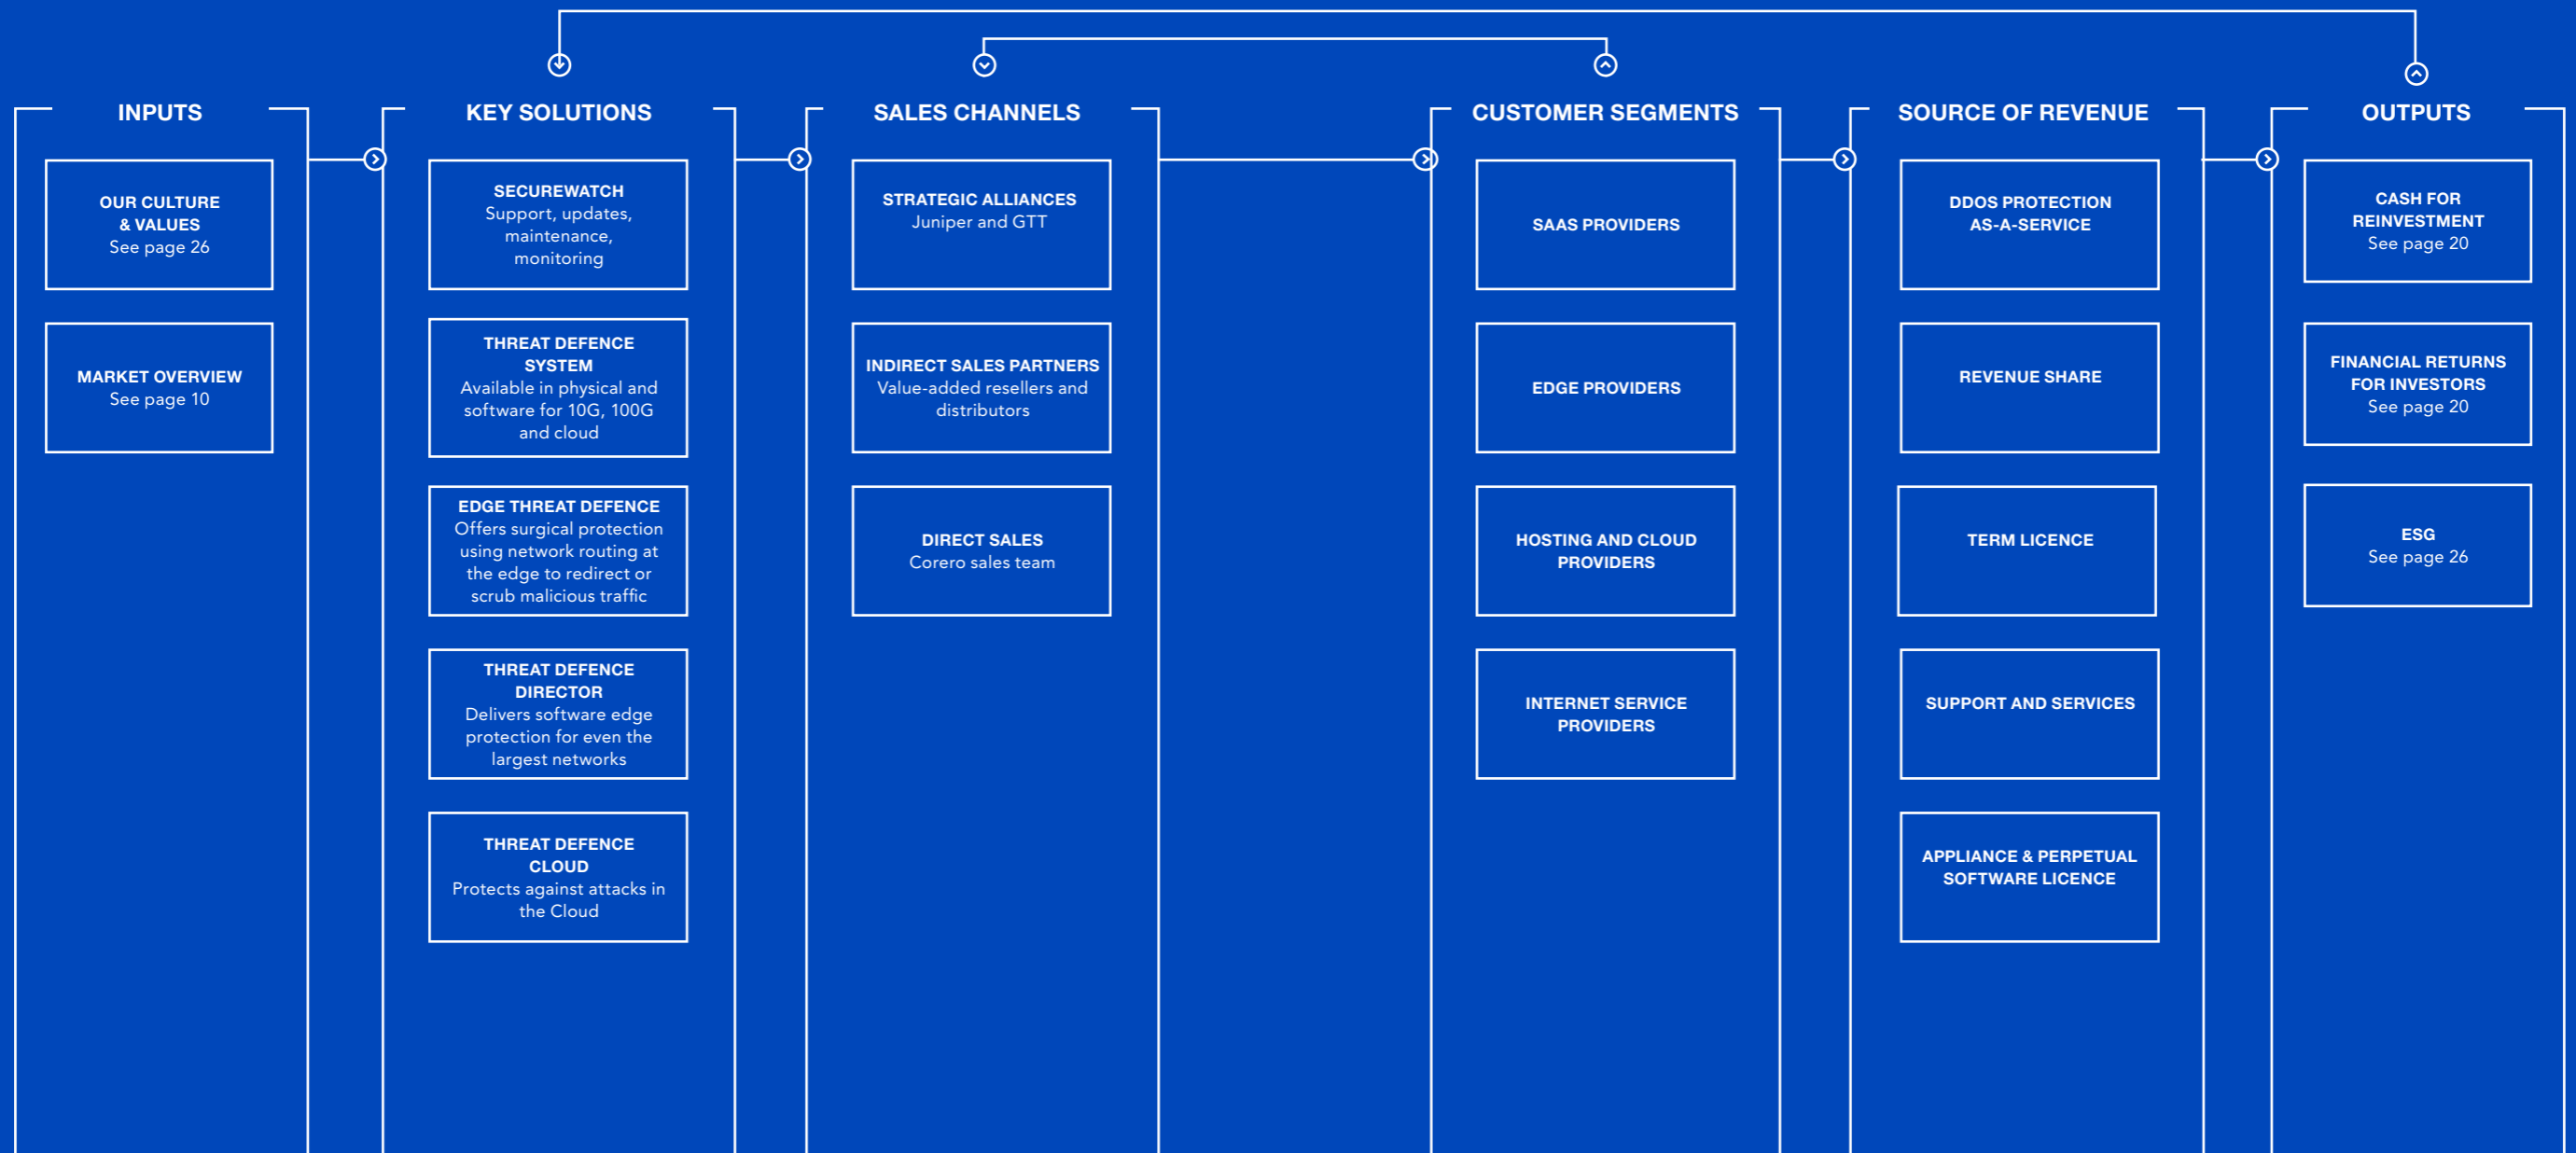 INPUTS
OUR CULTURE
& VALUES
See page 26
MARKET OVERVIEW
See page 10
KEY SOLUTIONS
SECUREWATCH
Support, updates,
maintenance,
monitoring
THREAT DEFENCE
SYSTEM
Available in physical and
software for 10G, 100G
and cloud
EDGE THREAT DEFENCE
Offers surgical protection
using network routing at
the edge to redirect or
scrub malicious traffic
THREAT DEFENCE
DIRECTOR
Delivers software edge
protection for even the
largest networks
THREAT DEFENCE
CLOUD
Protects against attacks in
the Cloud
SALES CHANNELS
STRATEGIC ALLIANCES
Juniper and GTT
INDIRECT SALES PARTNERS
Value-added resellers and
distributors
DIRECT SALES
Corero sales team
CUSTOMER SEGMENTS
SAAS PROVIDERS
EDGE PROVIDERS
HOSTING AND CLOUD
PROVIDERS
INTERNET SERVICE
PROVIDERS
SOURCE OF REVENUE
DDOS PROTECTION
AS-A-SERVICE
REVENUE SHARE
TERM LICENCE
SUPPORT AND SERVICES
APPLIANCE & PERPETUAL
SOFTWARE LICENCE
OUTPUTS
CASH FOR
REINVESTMENT
See page 20
FINANCIAL RETURNS
FOR INVESTORS
See page 20
ESG
See page 26